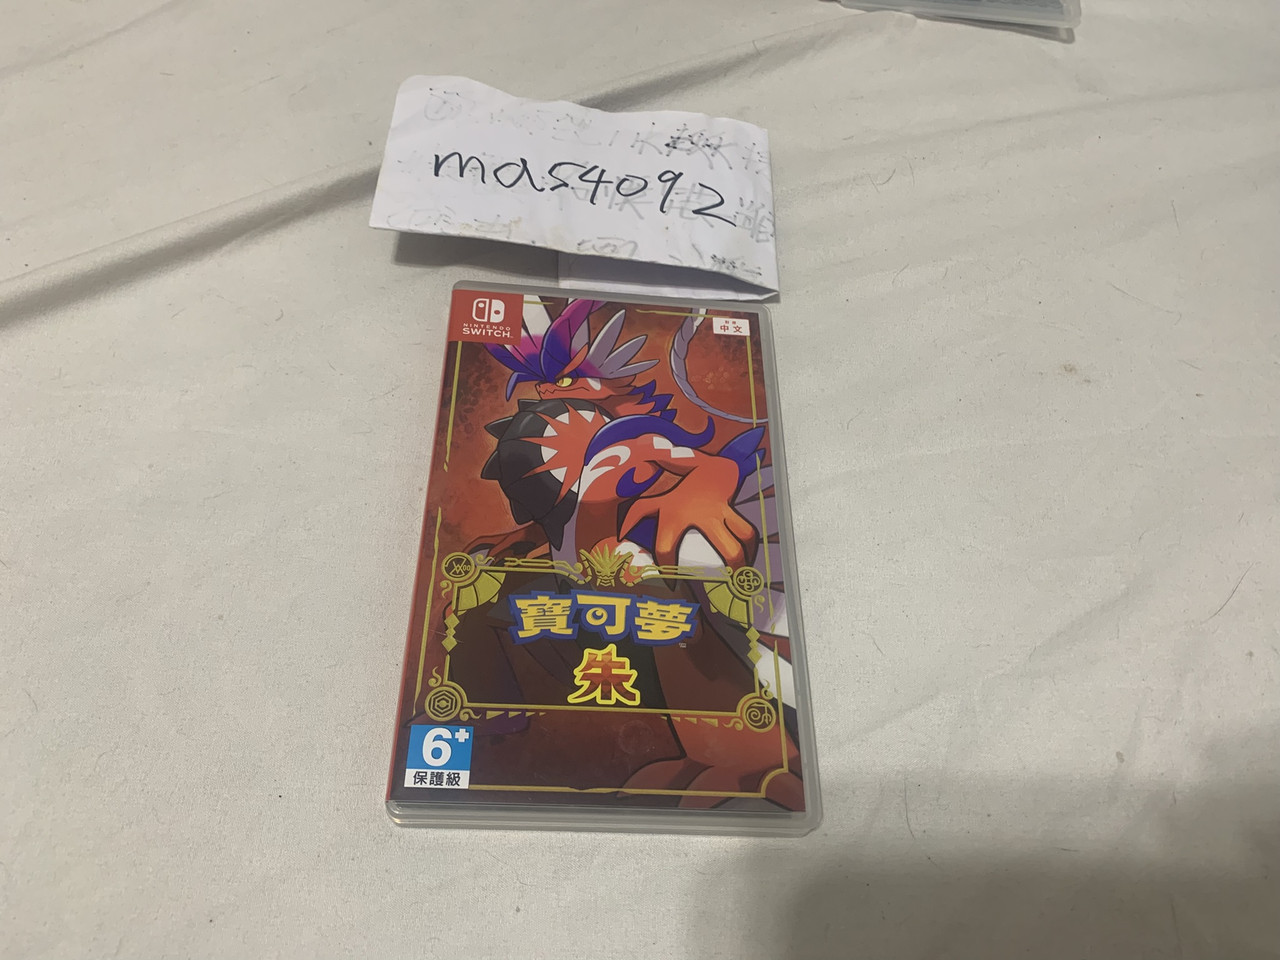 mas4092
NINTENDO
SWITCH
中文
寶可夢
朱
6+
保護級